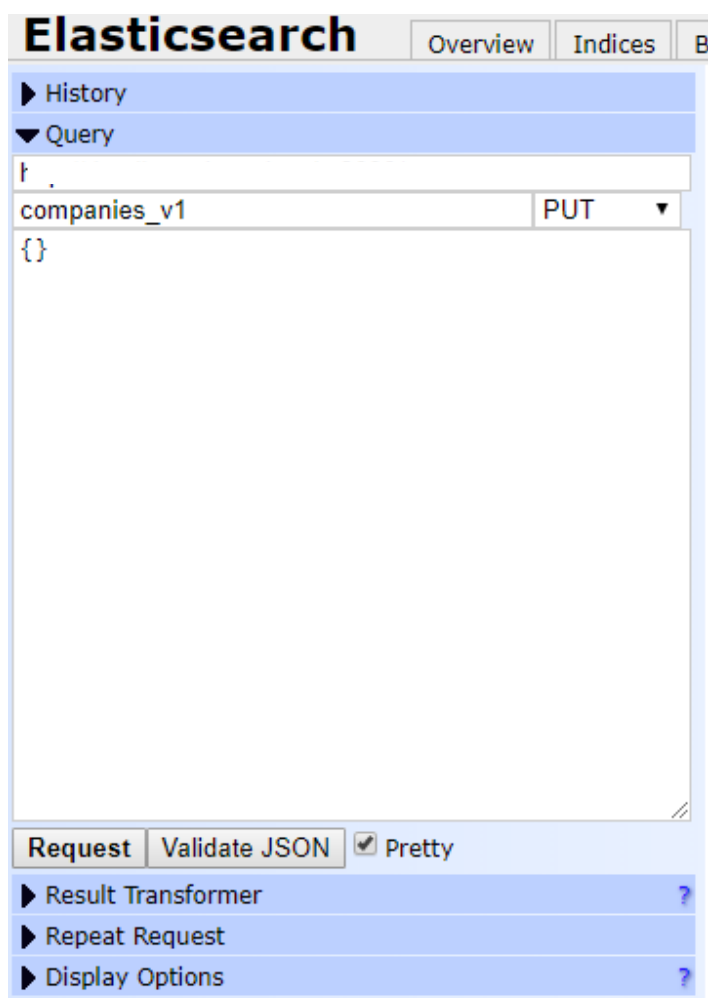 Elasticsearch Overview Indices B
History
Query
companies_v1 PUT
{}
Request Validate JSON Pretty
Result Transformer ?
Repeat Request
Display Options ?